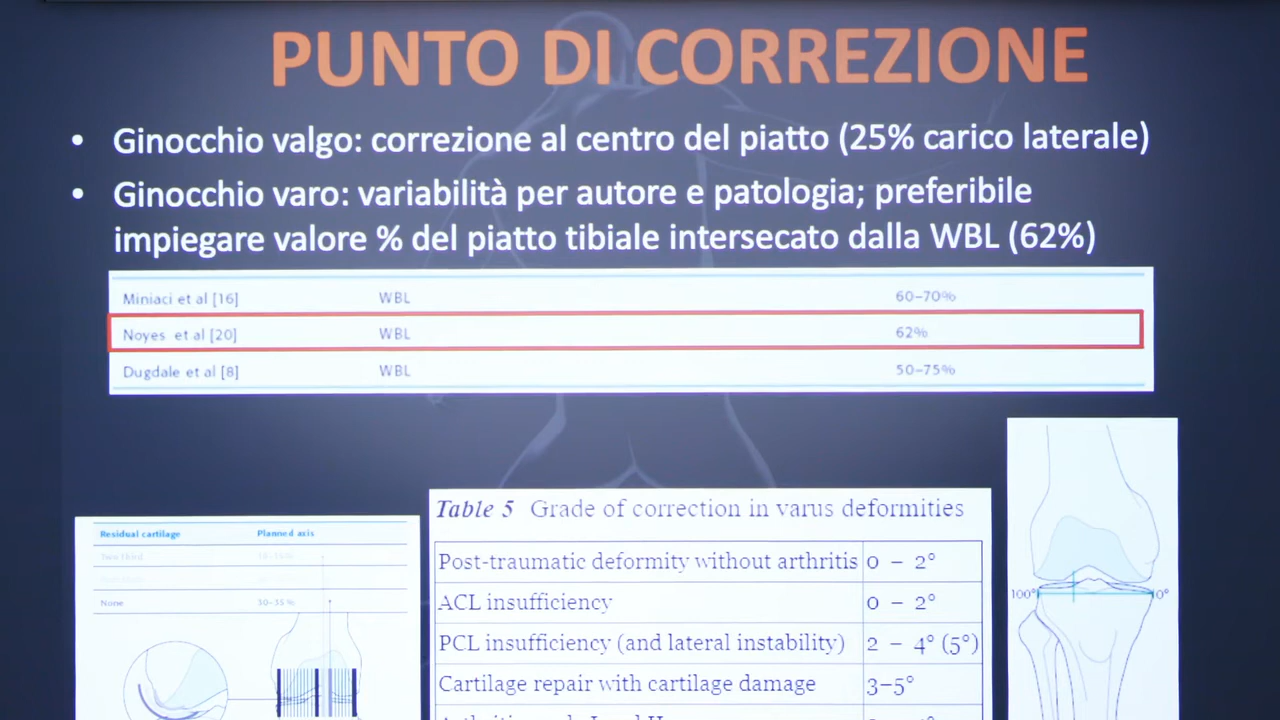 PUNTO DI CORREZIONE
• Ginocchio valgo: correzione al centro del piatto (25% carico laterale)
• Ginocchio varo: variabilità per autore e patologia; preferibile
impiegare valore % del piatto tibiale intersecato dalla WBL (62%)
Miniaci et al [16] WBL 60–70%
Noyes et al [20] WBL 62%
Dugdale et al [8] WBL 50–75%
Residual cartilage Planned axis
Two third
None 30–35 %
Table 5 Grade of correction in varus deformities
Post-traumatic deformity without arthritis 0 – 2°
ACL insufficiency 0 – 2°
PCL insufficiency (and lateral instability) 2 – 4° (5°)
Cartilage repair with cartilage damage 3–5°
100° 0°